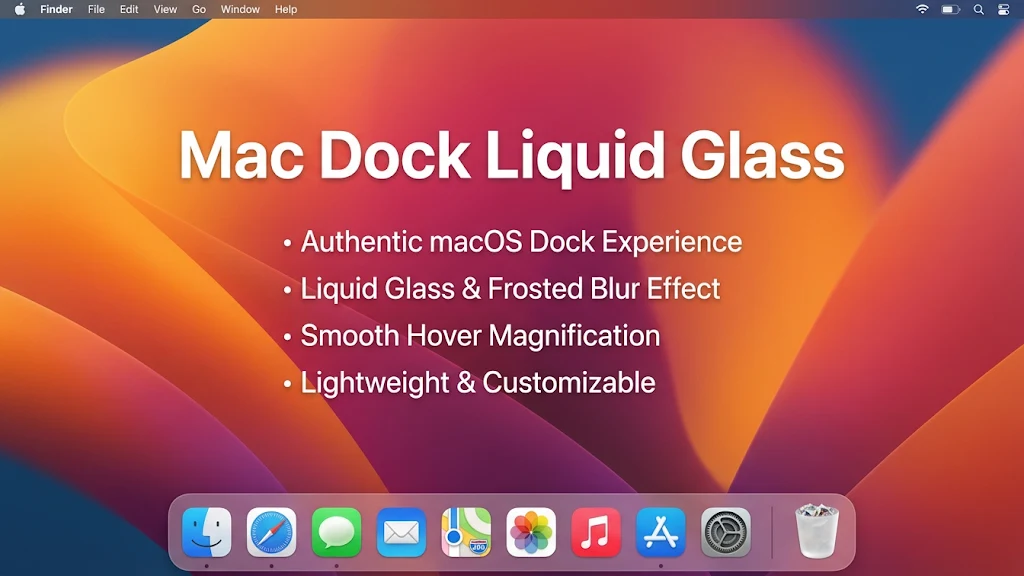 Finder File Edit View Go Window Help
Mac Dock Liquid Glass
• Authentic macOS Dock Experience
• Liquid Glass & Frosted Blur Effect
• Smooth Hover Magnification
• Lightweight & Customizable